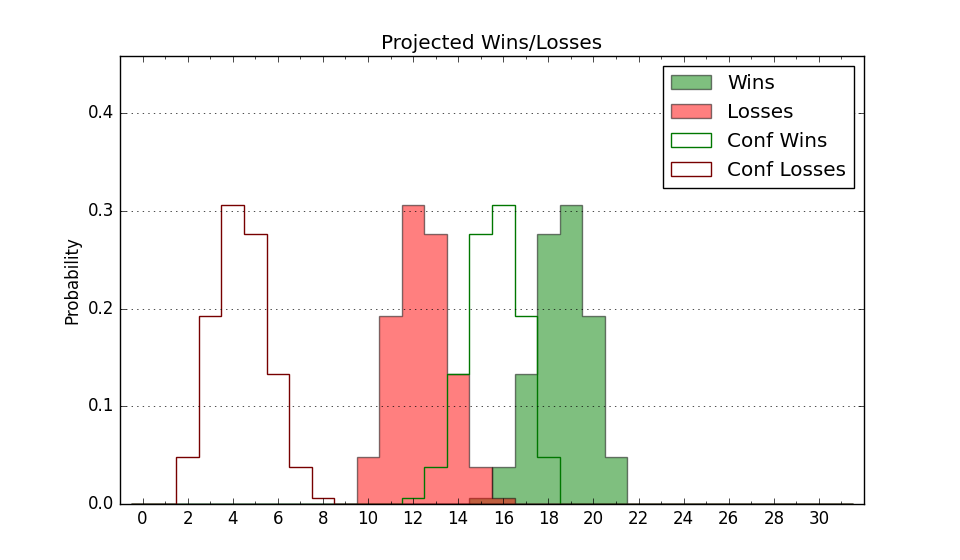 Projected Wins/Losses
Wins
Losses
Conf Wins
Conf Losses
Probability
0.4
0.3
0.2
0.1
0.0
0 2 4 6 8 10 12 14 16 18 20 22 24 26 28 30